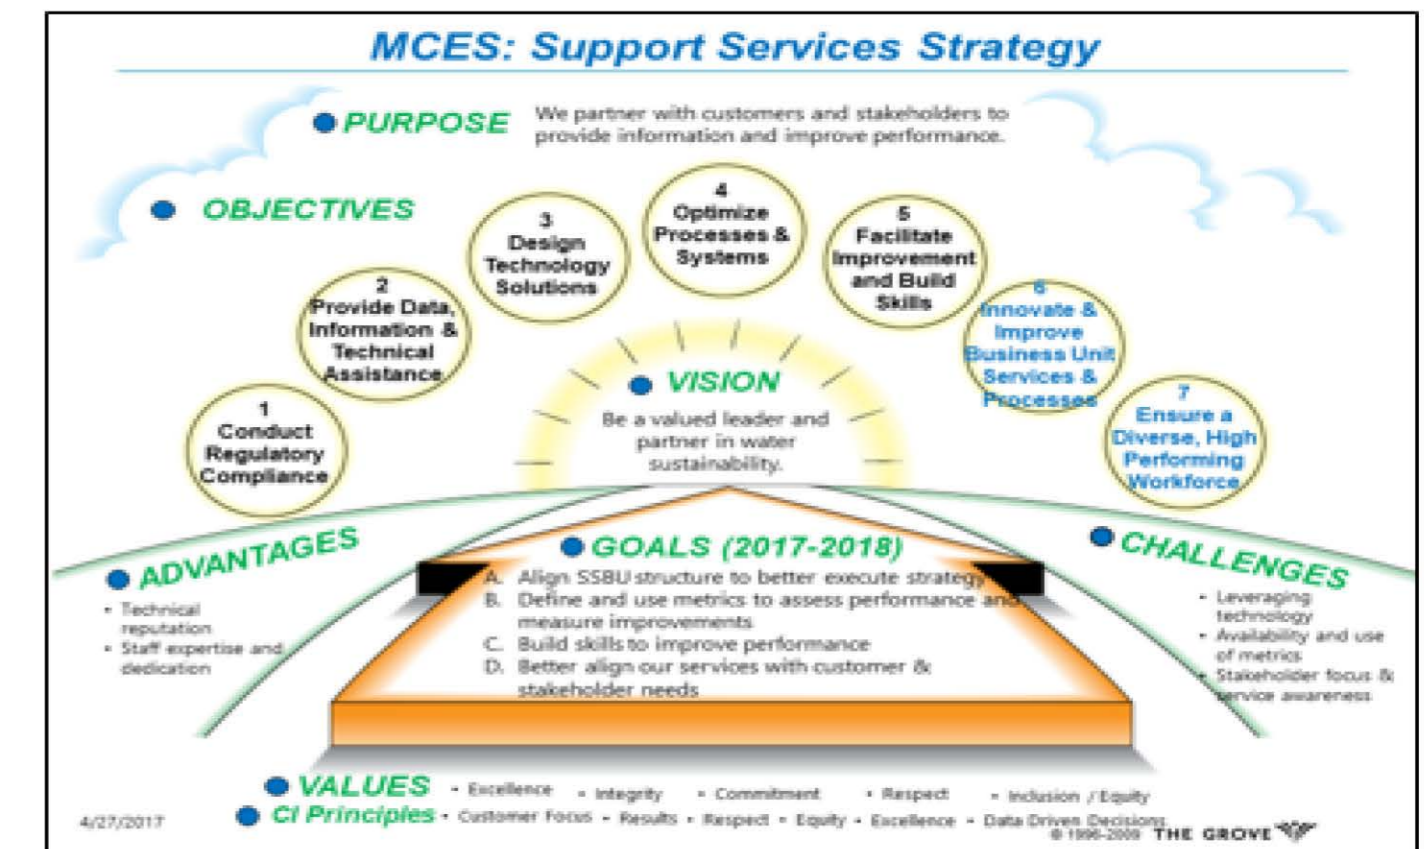 MCES: Support Services Strategy
PURPOSE
We partner with customers and stakeholders to
provide information and improve performance.
OBJECTIVES
1
Conduct
Regulatory
Compliance
2
Provide Data,
Information &
Technical
Assistance
3
Design
Technology
Solutions
4
Optimize
Processes &
Systems
5
Facilitate
Improvement
and Build
Skills
6
Innovate &
Improve
Business Unit
Services &
Processes
7
Ensure a
Diverse, High
Performing
Workforce
VISION
Be a valued leader and
partner in water
sustainability.
ADVANTAGES
• Technical
reputation
• Staff expertise and
dedication
GOALS (2017-2018)
A. Align SSBU structure to better execute strategy
B. Define and use metrics to assess performance and
measure improvements
C. Build skills to improve performance
D. Better align our services with customer &
stakeholder needs
CHALLENGES
• Leveraging
technology
• Availability and use
of metrics
• Stakeholder focus &
service awareness
VALUES • Excellence • Integrity • Commitment • Respect • Inclusion / Equity
CI Principles • Customer Focus • Results • Respect • Equity • Excellence • Data Driven Decisions
4/27/2017
© 1996-2009 THE GROVE